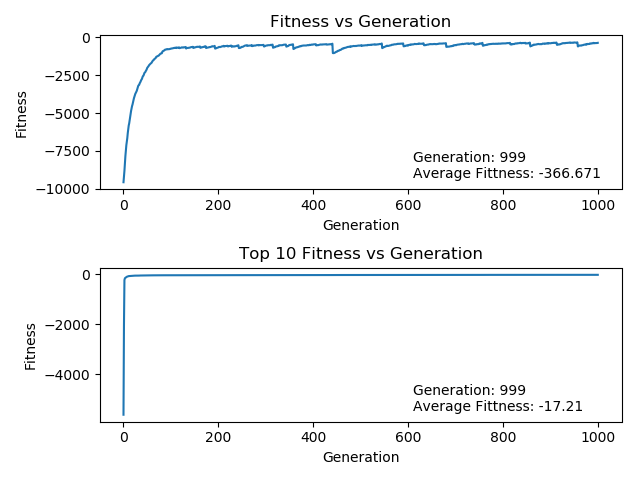 Fitness vs Generation
0
−2500
−5000
−7500
−10000
Fitness
Generation: 999
Average Fittness: -366.671
0 200 400 600 800 1000
Generation
Top 10 Fitness vs Generation
0
−2000
−4000
Fitness
Generation: 999
Average Fittness: -17.21
0 200 400 600 800 1000
Generation